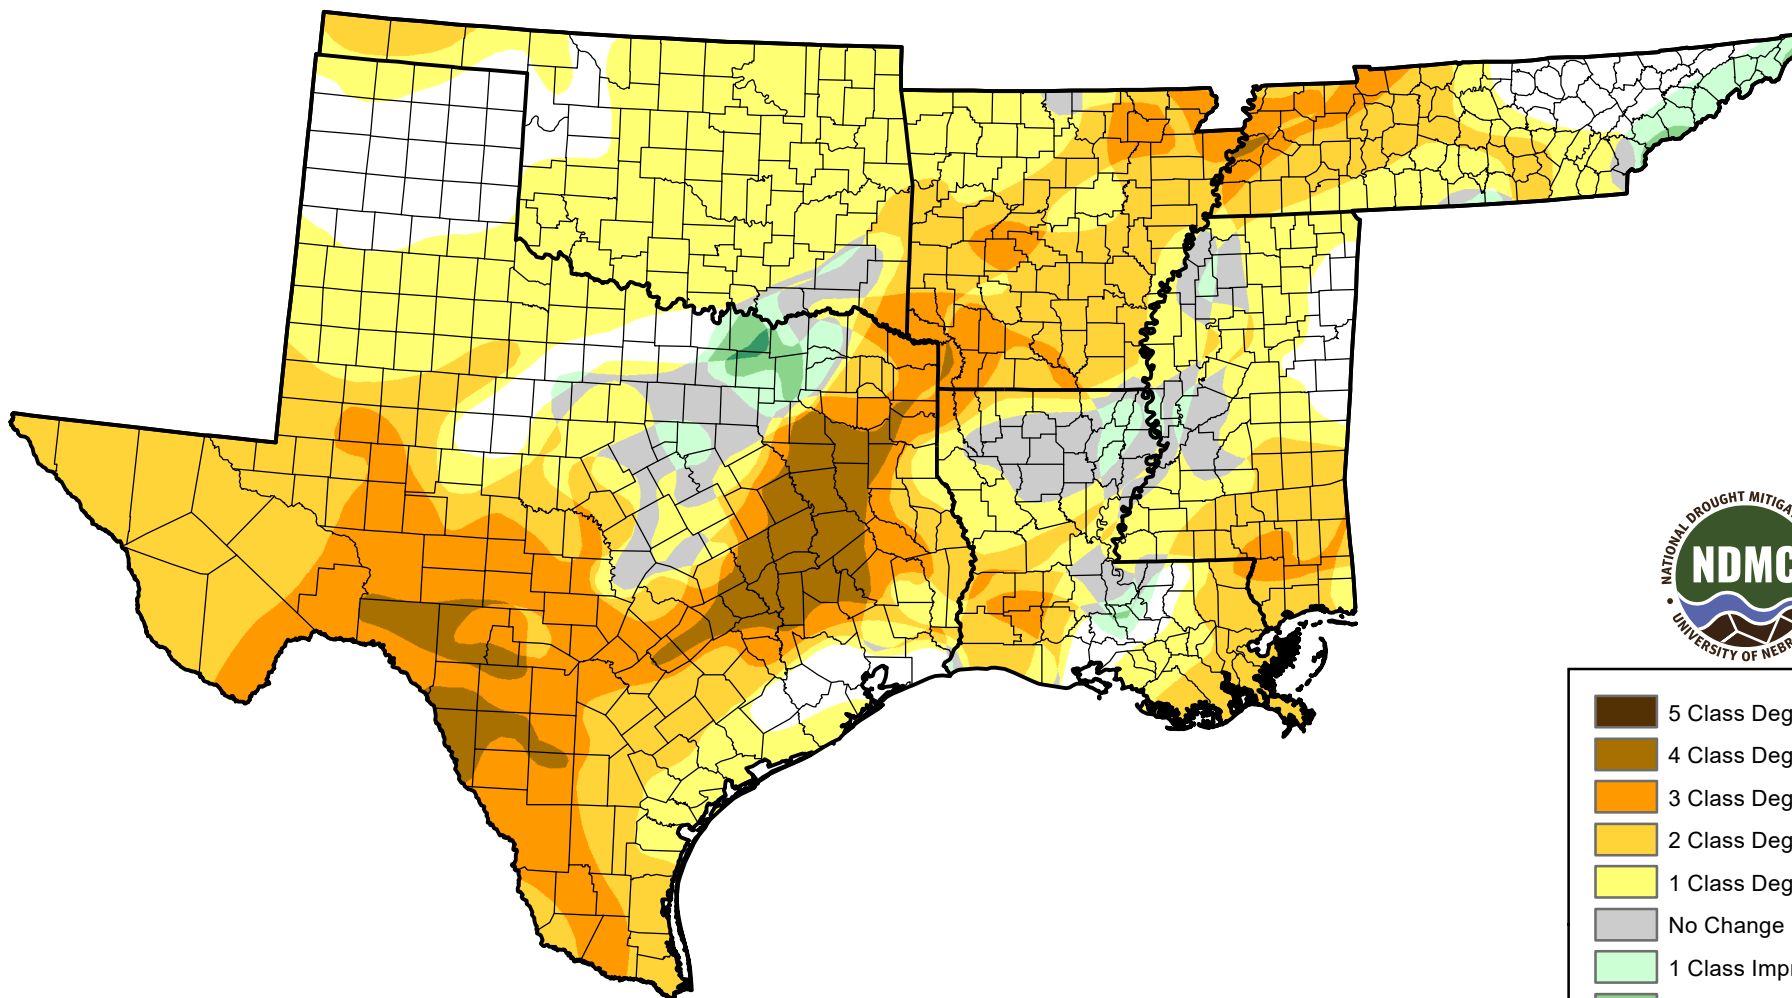 NATIONAL DROUGHT MITIGA
NDMC
UNIVERSITY OF NEBR
5 Class Deg
4 Class Deg
3 Class Deg
2 Class Deg
1 Class Deg
No Change
1 Class Impr